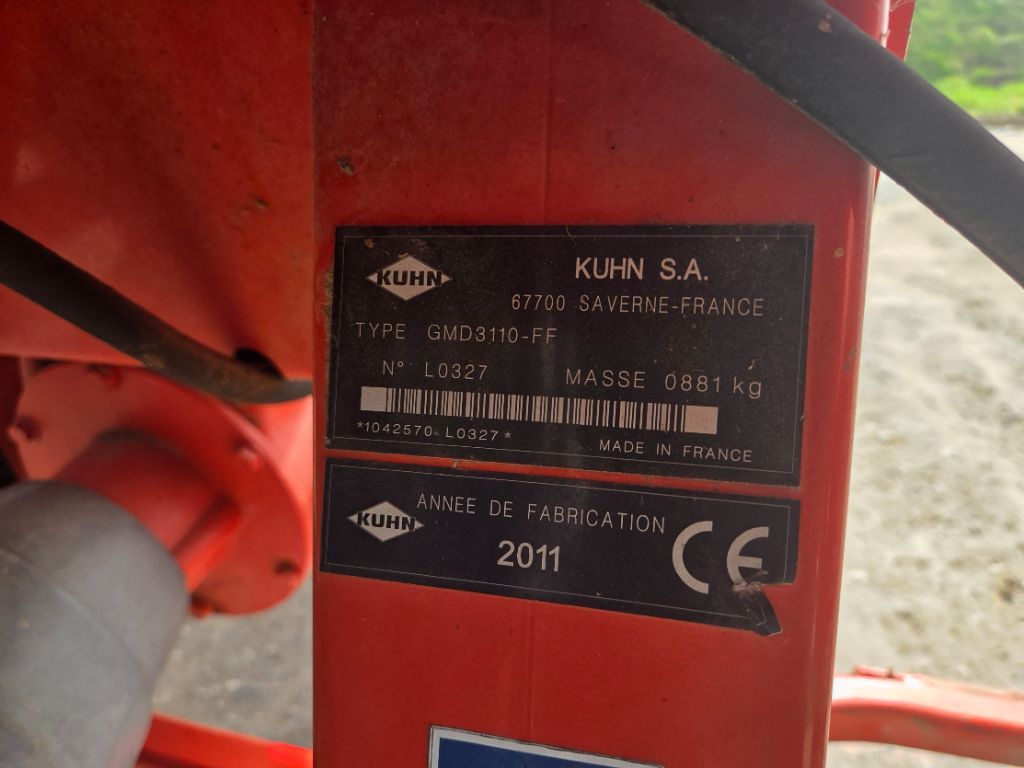 KUHN
KUHN S.A.
67700 SAVERNE-FRANCE
TYPE GMD3110-FF
N° L0327 MASSE 0881 kg
*1042570 L0327*
MADE IN FRANCE
KUHN
ANNEE DE FABRICATION
2011
CE